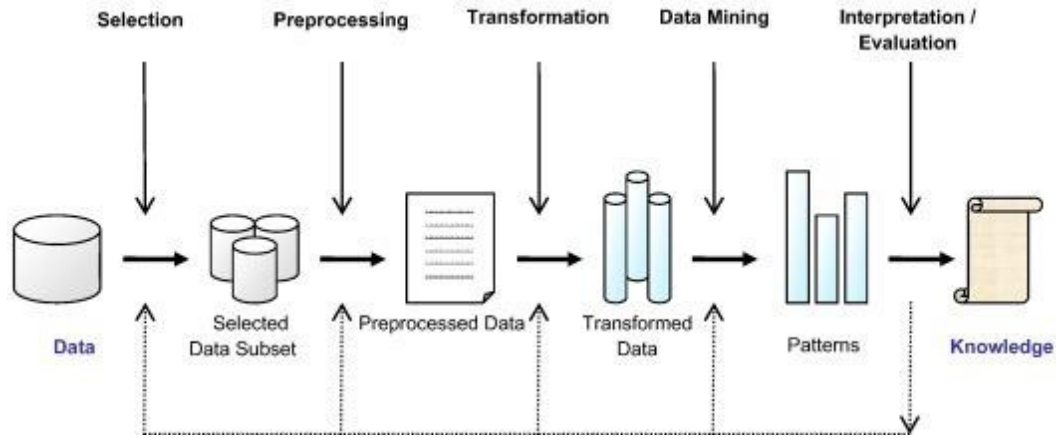 Selection
Preprocessing
Transformation
Data Mining
Interpretation /
Evaluation
Data
Selected
Data Subset
Preprocessed Data
Transformed
Data
Patterns
Knowledge